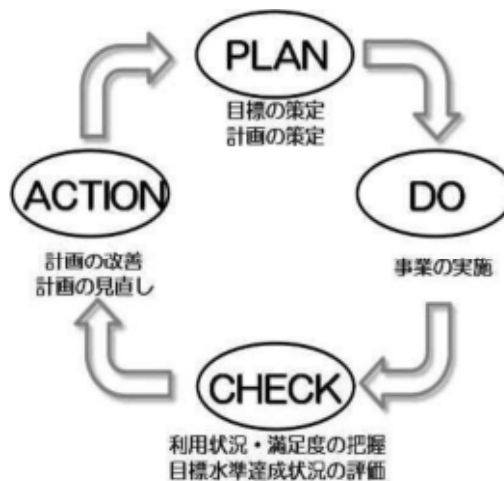 PLAN
目標の策定
計画の策定
DO
事業の実施
CHECK
利用状況・満足度の把握
目標水準達成状況の評価
ACTION
計画の改善
計画の見直し